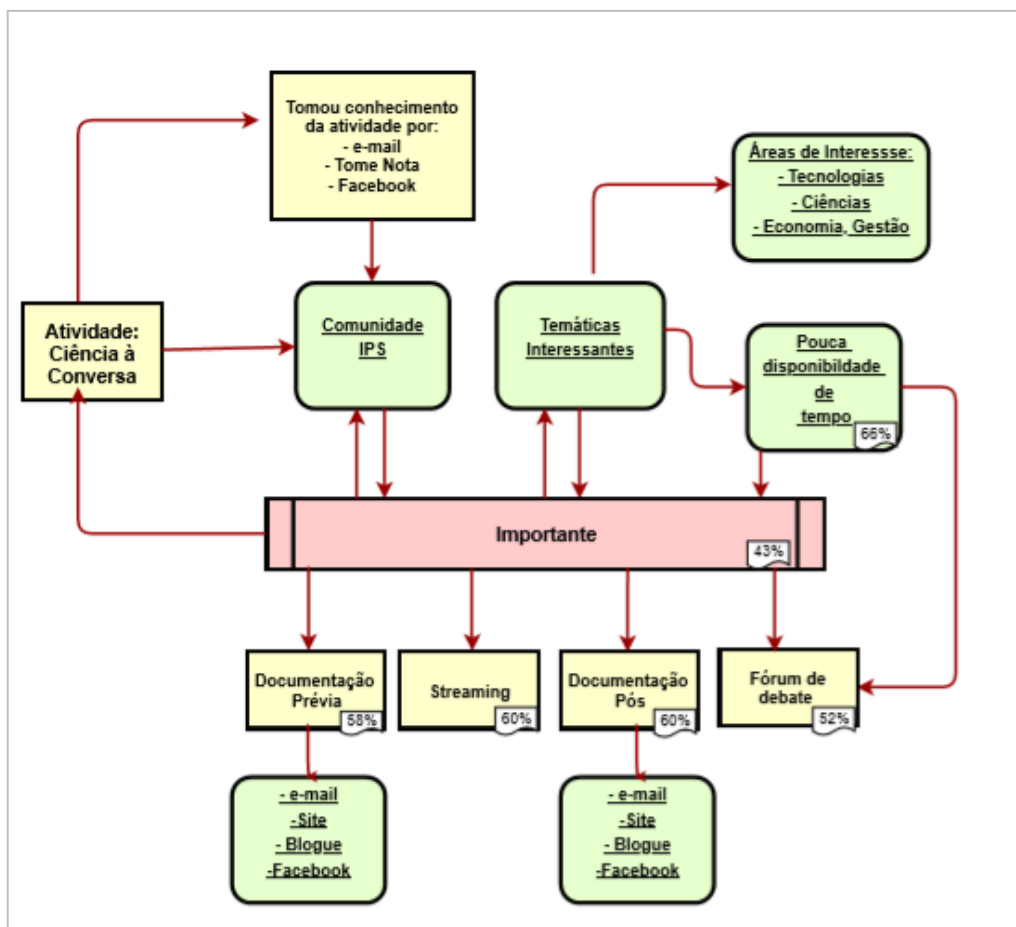 Tomou conhecimento
da atividade por:
- e-mail
- Tome Nota
- Facebook
Áreas de Interessse:
- Tecnologias
- Ciências
- Economia, Gestão
Atividade:
Ciência à
Conversa
Comunidade
IPS
Temáticas
Interessantes
Pouca
disponibildade
de
tempo
66%
Importante
43%
Documentação
Prévia
58%
Streaming
60%
Documentação
Pós
60%
Fórum de
debate
52%
- e-mail
-Site
- Blogue
-Facebook
- e-mail
-Site
- Blogue
-Facebook